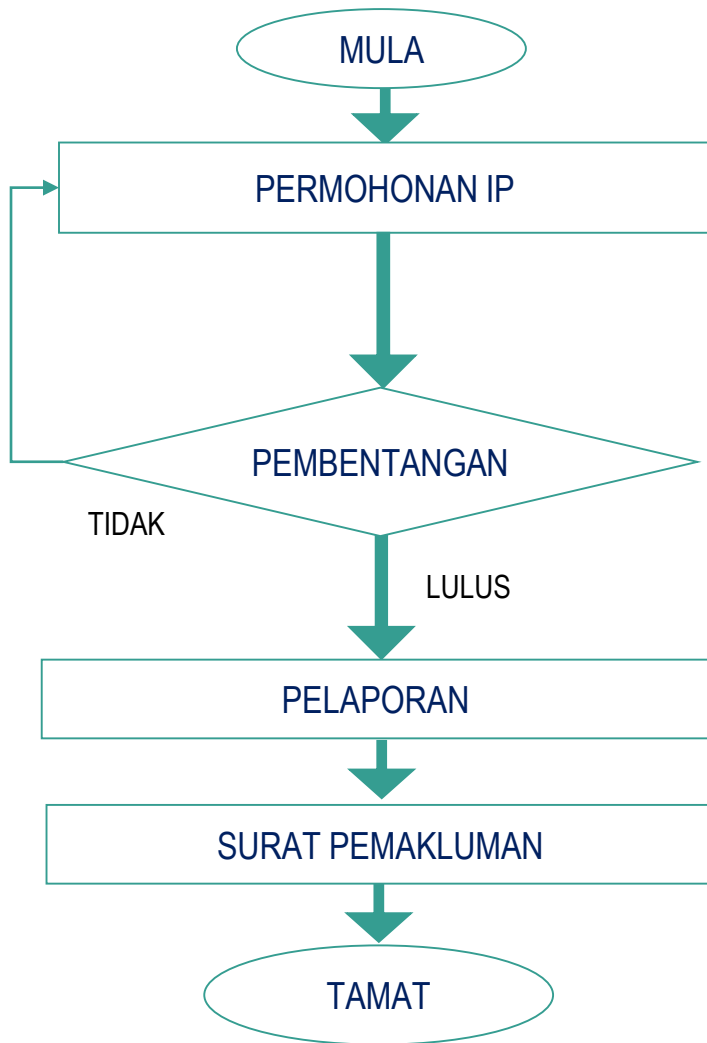 MULA
PERMOHONAN IP
PEMBENTANGAN
TIDAK
LULUS
PELAPORAN
SURAT PEMAKLUMAN
TAMAT